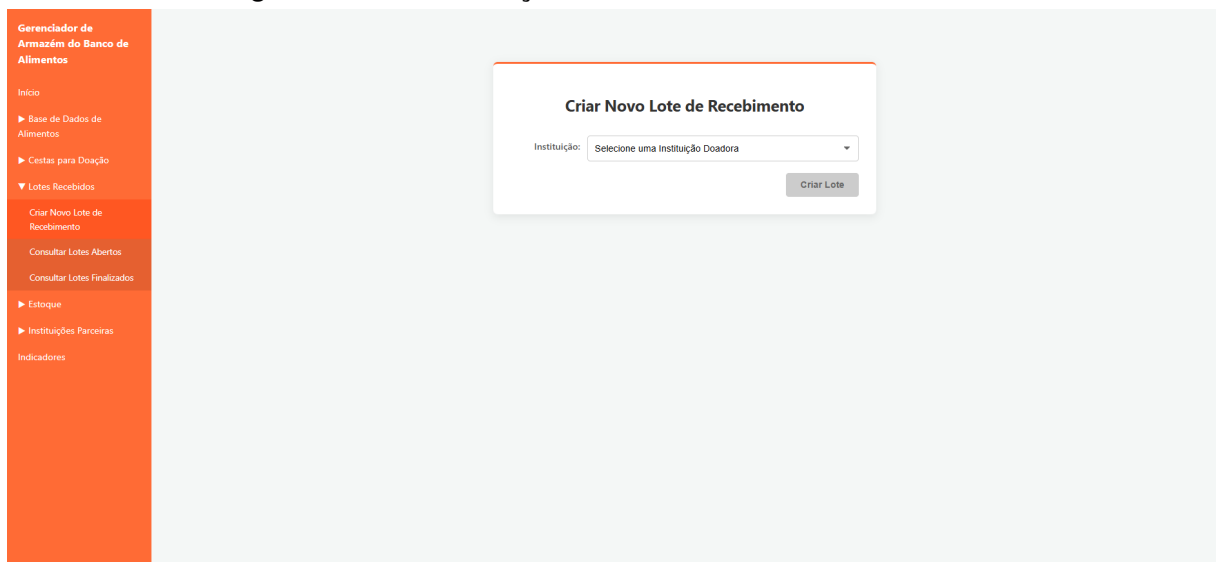 Gerenciador de
Armazém do Banco de
Alimentos
Início
▶ Base de Dados de
Alimentos
▶ Cestas para Doação
▼ Lotes Recebidos
Criar Novo Lote de
Recebimento
Consultar Lotes Abertos
Consultar Lotes Finalizados
▶ Estoque
▶ Instituições Parceiras
Indicadores
Criar Novo Lote de Recebimento
Instituição: Selecione uma Instituição Doadora
Criar Lote